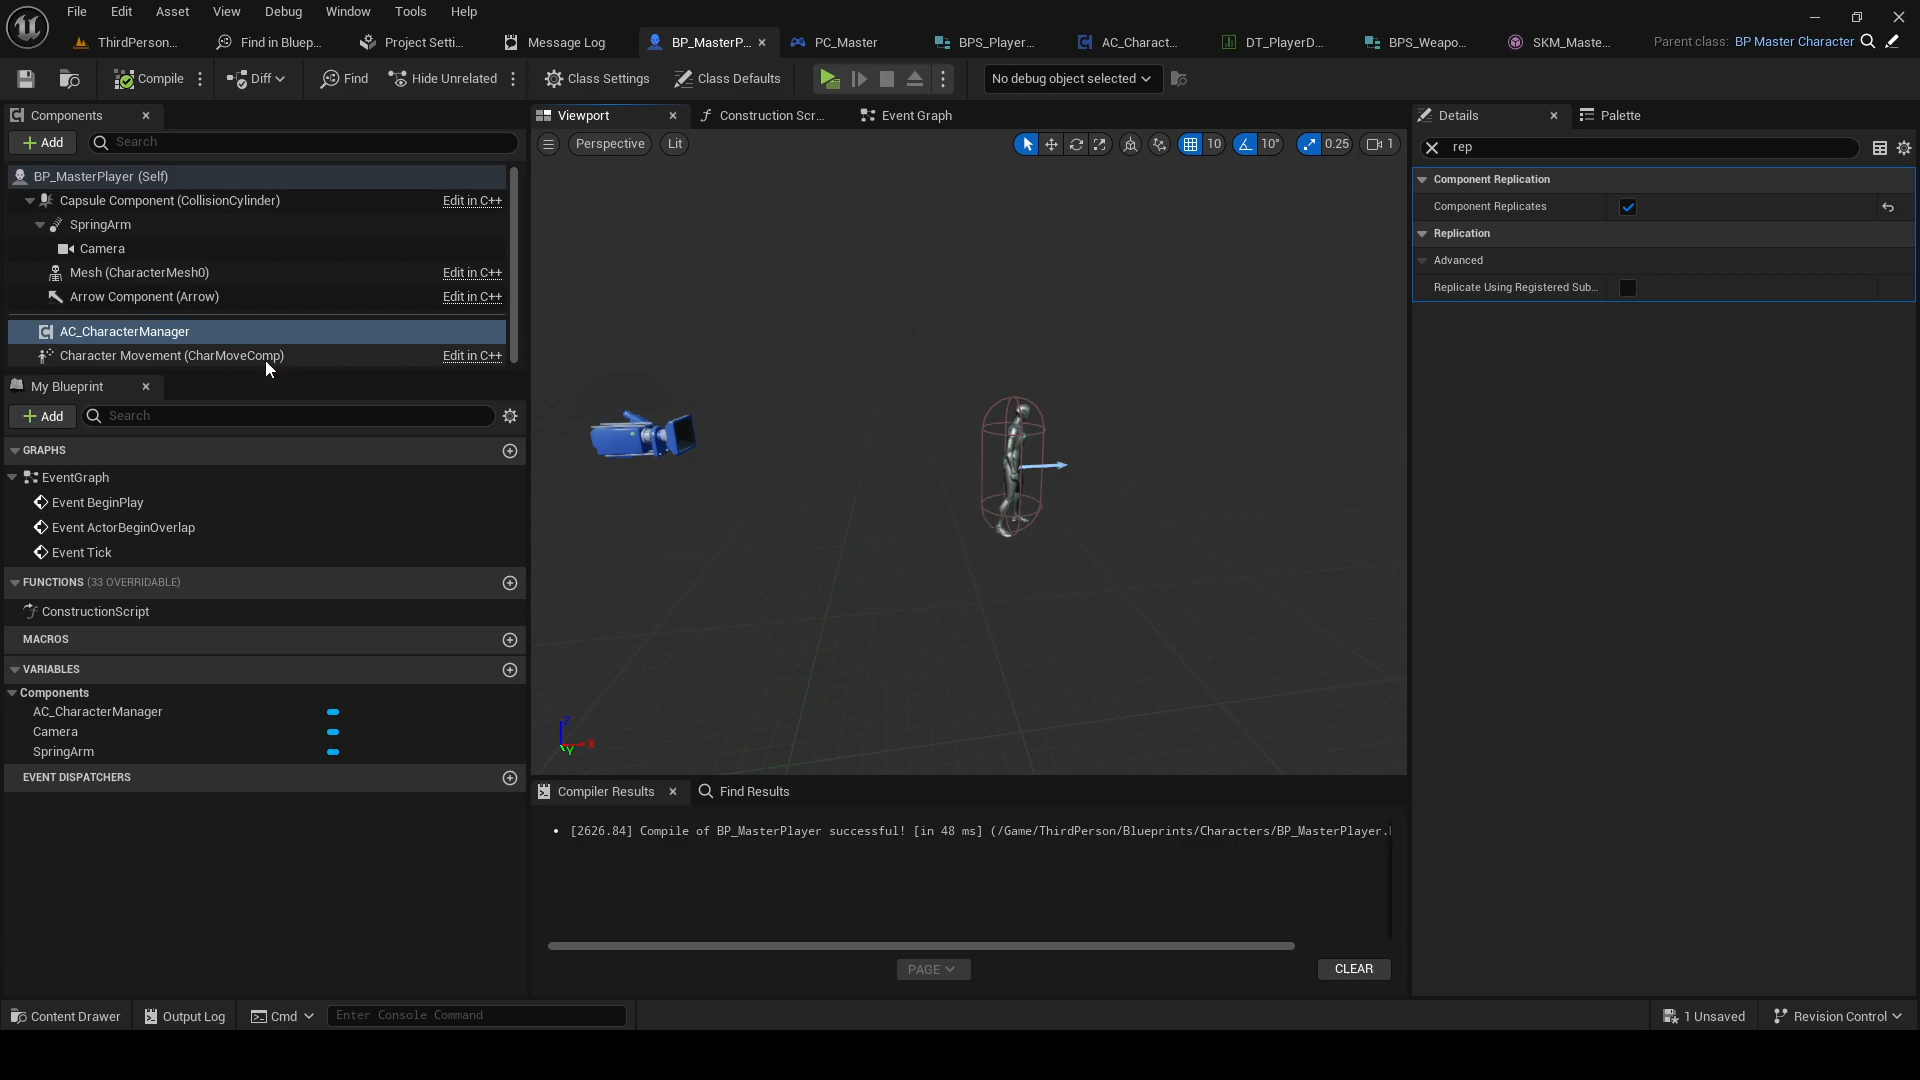 File Edit Asset View Debug Window Tools Help
ThirdPerson... Find in Bluep... Project Setti... Message Log BP_MasterP... PC_Master BPS_Player... AC_Charact... DT_PlayerD... BPS_Weapo... SKM_Maste... Parent class: BP Master Character
Compile Diff Find Hide Unrelated Class Settings Class Defaults No debug object selected
Components
Add Search
BP_MasterPlayer (Self)
Capsule Component (CollisionCylinder) Edit in C++
SpringArm
Camera
Mesh (CharacterMesh0) Edit in C++
Arrow Component (Arrow) Edit in C++
AC_CharacterManager
Character Movement (CharMoveComp) Edit in C++
My Blueprint
Add Search
GRAPHS
EventGraph
Event BeginPlay
Event ActorBeginOverlap
Event Tick
FUNCTIONS (33 OVERRIDABLE)
ConstructionScript
MACROS
VARIABLES
Components
AC_CharacterManager
Camera
SpringArm
EVENT DISPATCHERS
Viewport Construction Scr... Event Graph
Perspective Lit 10 10° 0.25 1
Z
X
Y
Compiler Results Find Results
[2626.84] Compile of BP_MasterPlayer successful! [in 48 ms] (/Game/ThirdPerson/Blueprints/Characters/BP_MasterPlayer.
PAGE CLEAR
Details Palette
rep
Component Replication
Component Replicates
Replication
Advanced
Replicate Using Registered Sub...
Content Drawer Output Log Cmd Enter Console Command 1 Unsaved Revision Control